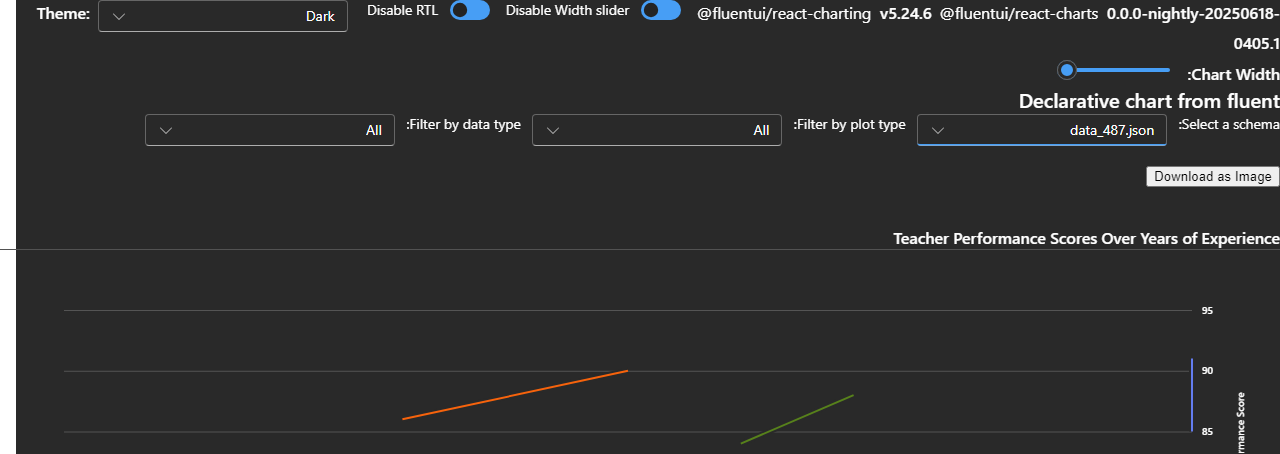 Theme: Dark Disable RTL Disable Width slider @fluentui/react-charting v5.24.6 @fluentui/react-charts 0.0.0-nightly-20250618-
0405.1
:Chart Width
Declarative chart from fluent
All :Filter by data type All :Filter by plot type data_487.json :Select a schema
Download as Image
Teacher Performance Scores Over Years of Experience
95
90
85